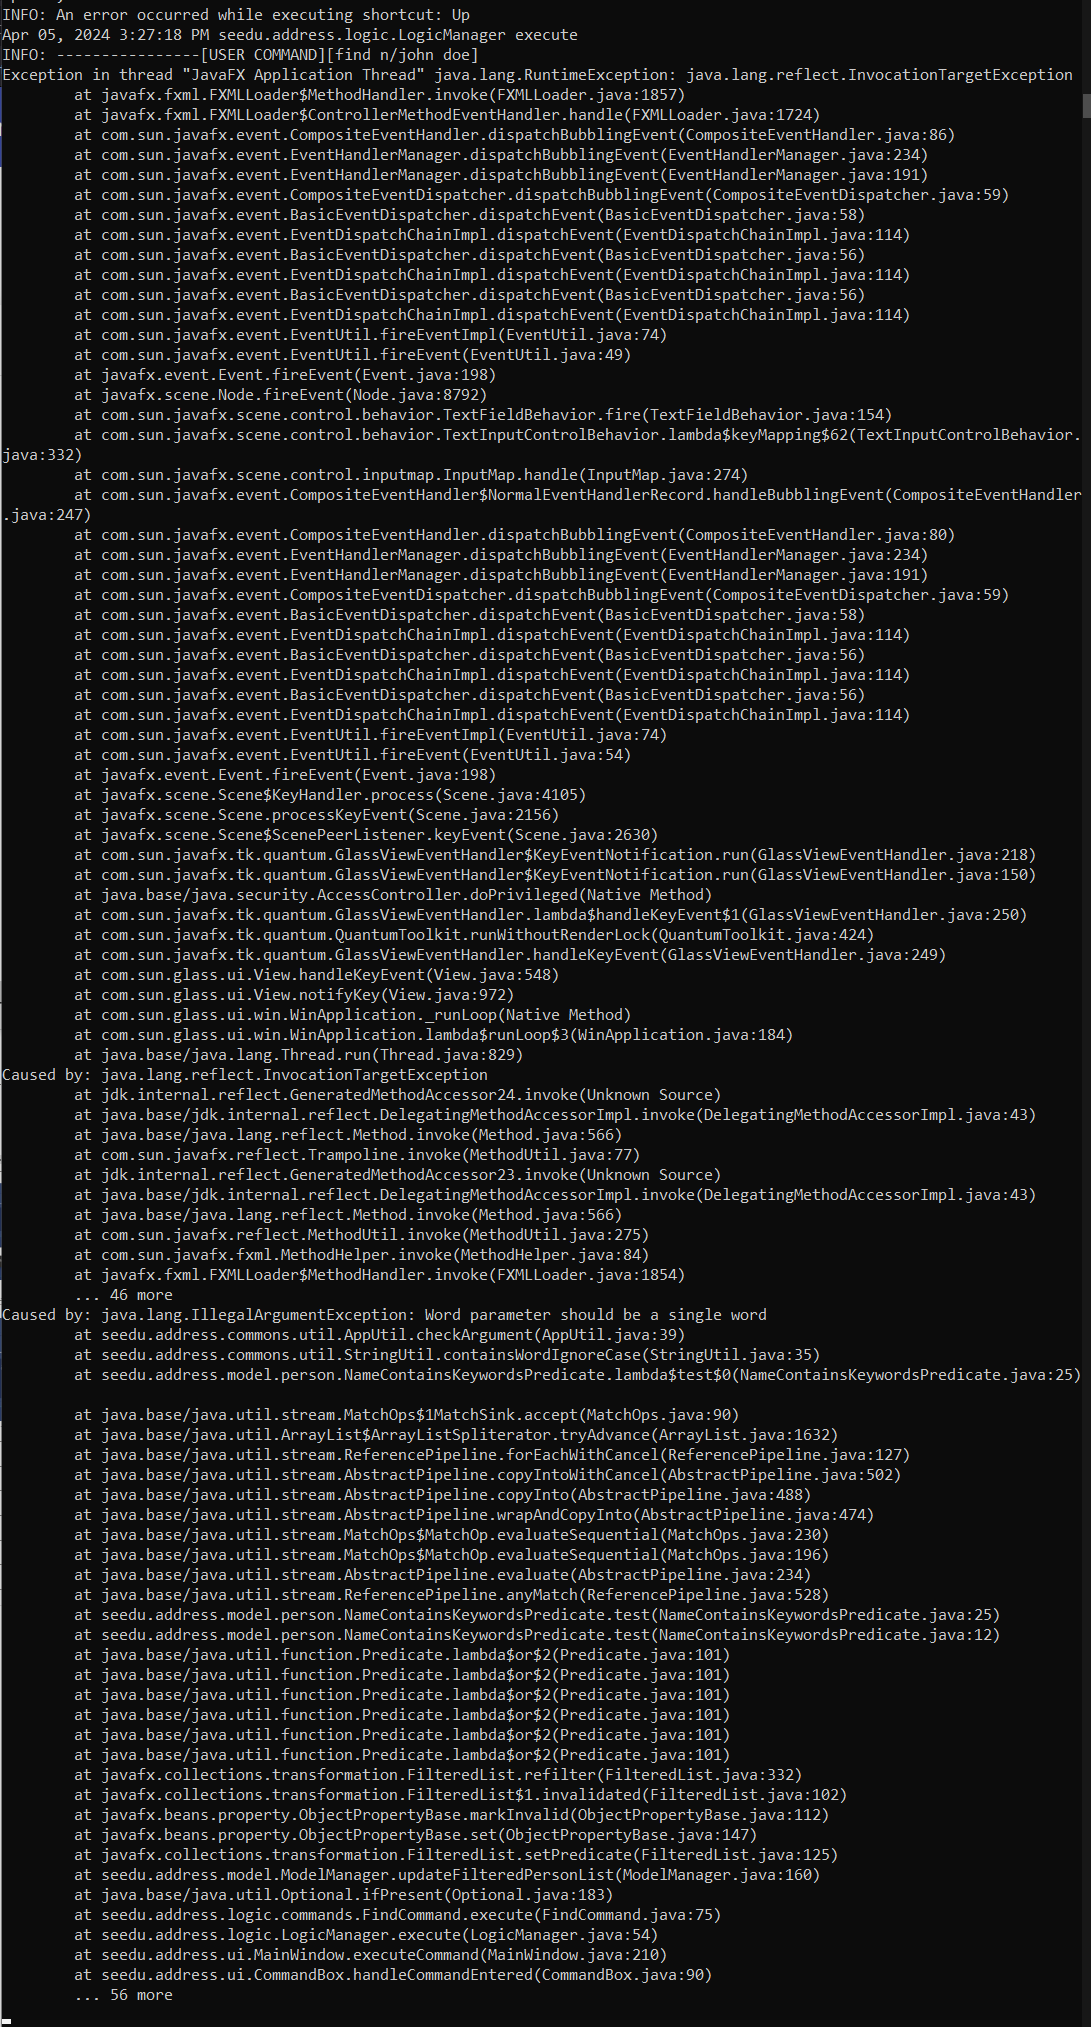 INFO: An error occurred while executing shortcut: Up
Apr 05, 2024 3:27:18 PM seedu.address.logic.LogicManager execute
INFO: ----------------[USER COMMAND][find n/john doe]
Exception in thread "JavaFX Application Thread" java.lang.RuntimeException: java.lang.reflect.InvocationTargetException
        at javafx.fxml.FXMLLoader$MethodHandler.invoke(FXMLLoader.java:1857)
        at javafx.fxml.FXMLLoader$ControllerMethodEventHandler.handle(FXMLLoader.java:1724)
        at com.sun.javafx.event.CompositeEventHandler.dispatchBubblingEvent(CompositeEventHandler.java:86)
        at com.sun.javafx.event.EventHandlerManager.dispatchBubblingEvent(EventHandlerManager.java:234)
        at com.sun.javafx.event.EventHandlerManager.dispatchBubblingEvent(EventHandlerManager.java:191)
        at com.sun.javafx.event.CompositeEventDispatcher.dispatchBubblingEvent(CompositeEventDispatcher.java:59)
        at com.sun.javafx.event.BasicEventDispatcher.dispatchEvent(BasicEventDispatcher.java:58)
        at com.sun.javafx.event.EventDispatchChainImpl.dispatchEvent(EventDispatchChainImpl.java:114)
        at com.sun.javafx.event.BasicEventDispatcher.dispatchEvent(BasicEventDispatcher.java:56)
        at com.sun.javafx.event.EventDispatchChainImpl.dispatchEvent(EventDispatchChainImpl.java:114)
        at com.sun.javafx.event.BasicEventDispatcher.dispatchEvent(BasicEventDispatcher.java:56)
        at com.sun.javafx.event.EventDispatchChainImpl.dispatchEvent(EventDispatchChainImpl.java:114)
        at com.sun.javafx.event.EventUtil.fireEventImpl(EventUtil.java:74)
        at com.sun.javafx.event.EventUtil.fireEvent(EventUtil.java:49)
        at javafx.event.Event.fireEvent(Event.java:198)
        at javafx.scene.Node.fireEvent(Node.java:8792)
        at com.sun.javafx.scene.control.behavior.TextFieldBehavior.fire(TextFieldBehavior.java:154)
        at com.sun.javafx.scene.control.behavior.TextInputControlBehavior.lambda$keyMapping$62(TextInputControlBehavior.
java:332)
        at com.sun.javafx.scene.control.inputmap.InputMap.handle(InputMap.java:274)
        at com.sun.javafx.event.CompositeEventHandler$NormalEventHandlerRecord.handleBubblingEvent(CompositeEventHandler
.java:247)
        at com.sun.javafx.event.CompositeEventHandler.dispatchBubblingEvent(CompositeEventHandler.java:80)
        at com.sun.javafx.event.EventHandlerManager.dispatchBubblingEvent(EventHandlerManager.java:234)
        at com.sun.javafx.event.EventHandlerManager.dispatchBubblingEvent(EventHandlerManager.java:191)
        at com.sun.javafx.event.CompositeEventDispatcher.dispatchBubblingEvent(CompositeEventDispatcher.java:59)
        at com.sun.javafx.event.BasicEventDispatcher.dispatchEvent(BasicEventDispatcher.java:58)
        at com.sun.javafx.event.EventDispatchChainImpl.dispatchEvent(EventDispatchChainImpl.java:114)
        at com.sun.javafx.event.BasicEventDispatcher.dispatchEvent(BasicEventDispatcher.java:56)
        at com.sun.javafx.event.EventDispatchChainImpl.dispatchEvent(EventDispatchChainImpl.java:114)
        at com.sun.javafx.event.BasicEventDispatcher.dispatchEvent(BasicEventDispatcher.java:56)
        at com.sun.javafx.event.EventDispatchChainImpl.dispatchEvent(EventDispatchChainImpl.java:114)
        at com.sun.javafx.event.EventUtil.fireEventImpl(EventUtil.java:74)
        at com.sun.javafx.event.EventUtil.fireEvent(EventUtil.java:54)
        at javafx.event.Event.fireEvent(Event.java:198)
        at javafx.scene.Scene$KeyHandler.process(Scene.java:4105)
        at javafx.scene.Scene.processKeyEvent(Scene.java:2156)
        at javafx.scene.Scene$ScenePeerListener.keyEvent(Scene.java:2630)
        at com.sun.javafx.tk.quantum.GlassViewEventHandler$KeyEventNotification.run(GlassViewEventHandler.java:218)
        at com.sun.javafx.tk.quantum.GlassViewEventHandler$KeyEventNotification.run(GlassViewEventHandler.java:150)
        at java.base/java.security.AccessController.doPrivileged(Native Method)
        at com.sun.javafx.tk.quantum.GlassViewEventHandler.lambda$handleKeyEvent$1(GlassViewEventHandler.java:250)
        at com.sun.javafx.tk.quantum.QuantumToolkit.runWithoutRenderLock(QuantumToolkit.java:424)
        at com.sun.javafx.tk.quantum.GlassViewEventHandler.handleKeyEvent(GlassViewEventHandler.java:249)
        at com.sun.glass.ui.View.handleKeyEvent(View.java:548)
        at com.sun.glass.ui.View.notifyKey(View.java:972)
        at com.sun.glass.ui.win.WinApplication._runLoop(Native Method)
        at com.sun.glass.ui.win.WinApplication.lambda$runLoop$3(WinApplication.java:184)
        at java.base/java.lang.Thread.run(Thread.java:829)
Caused by: java.lang.reflect.InvocationTargetException
        at jdk.internal.reflect.GeneratedMethodAccessor24.invoke(Unknown Source)
        at java.base/jdk.internal.reflect.DelegatingMethodAccessorImpl.invoke(DelegatingMethodAccessorImpl.java:43)
        at java.base/java.lang.reflect.Method.invoke(Method.java:566)
        at com.sun.javafx.reflect.Trampoline.invoke(MethodUtil.java:77)
        at jdk.internal.reflect.GeneratedMethodAccessor23.invoke(Unknown Source)
        at java.base/jdk.internal.reflect.DelegatingMethodAccessorImpl.invoke(DelegatingMethodAccessorImpl.java:43)
        at java.base/java.lang.reflect.Method.invoke(Method.java:566)
        at com.sun.javafx.reflect.MethodUtil.invoke(MethodUtil.java:275)
        at com.sun.javafx.fxml.MethodHelper.invoke(MethodHelper.java:84)
        at javafx.fxml.FXMLLoader$MethodHandler.invoke(FXMLLoader.java:1854)
        ... 46 more
Caused by: java.lang.IllegalArgumentException: Word parameter should be a single word
        at seedu.address.commons.util.AppUtil.checkArgument(AppUtil.java:39)
        at seedu.address.commons.util.StringUtil.containsWordIgnoreCase(StringUtil.java:35)
        at seedu.address.model.person.NameContainsKeywordsPredicate.lambda$test$0(NameContainsKeywordsPredicate.java:25)
        at java.base/java.util.stream.MatchOps$1MatchSink.accept(MatchOps.java:90)
        at java.base/java.util.ArrayList$ArrayListSpliterator.tryAdvance(ArrayList.java:1632)
        at java.base/java.util.stream.ReferencePipeline.forEachWithCancel(ReferencePipeline.java:127)
        at java.base/java.util.stream.AbstractPipeline.copyIntoWithCancel(AbstractPipeline.java:502)
        at java.base/java.util.stream.AbstractPipeline.copyInto(AbstractPipeline.java:488)
        at java.base/java.util.stream.AbstractPipeline.wrapAndCopyInto(AbstractPipeline.java:474)
        at java.base/java.util.stream.MatchOps$MatchOp.evaluateSequential(MatchOps.java:230)
        at java.base/java.util.stream.MatchOps$MatchOp.evaluateSequential(MatchOps.java:196)
        at java.base/java.util.stream.AbstractPipeline.evaluate(AbstractPipeline.java:234)
        at java.base/java.util.stream.ReferencePipeline.anyMatch(ReferencePipeline.java:528)
        at seedu.address.model.person.NameContainsKeywordsPredicate.test(NameContainsKeywordsPredicate.java:25)
        at seedu.address.model.person.NameContainsKeywordsPredicate.test(NameContainsKeywordsPredicate.java:12)
        at java.base/java.util.function.Predicate.lambda$or$2(Predicate.java:101)
        at java.base/java.util.function.Predicate.lambda$or$2(Predicate.java:101)
        at java.base/java.util.function.Predicate.lambda$or$2(Predicate.java:101)
        at java.base/java.util.function.Predicate.lambda$or$2(Predicate.java:101)
        at java.base/java.util.function.Predicate.lambda$or$2(Predicate.java:101)
        at java.base/java.util.function.Predicate.lambda$or$2(Predicate.java:101)
        at javafx.collections.transformation.FilteredList.refilter(FilteredList.java:332)
        at javafx.collections.transformation.FilteredList$1.invalidated(FilteredList.java:102)
        at javafx.beans.property.ObjectPropertyBase.markInvalid(ObjectPropertyBase.java:112)
        at javafx.beans.property.ObjectPropertyBase.set(ObjectPropertyBase.java:147)
        at javafx.collections.transformation.FilteredList.setPredicate(FilteredList.java:125)
        at seedu.address.model.ModelManager.updateFilteredPersonList(ModelManager.java:160)
        at java.base/java.util.Optional.ifPresent(Optional.java:183)
        at seedu.address.logic.commands.FindCommand.execute(FindCommand.java:75)
        at seedu.address.logic.LogicManager.execute(LogicManager.java:54)
        at seedu.address.ui.MainWindow.executeCommand(MainWindow.java:210)
        at seedu.address.ui.CommandBox.handleCommandEntered(CommandBox.java:90)
        ... 56 more